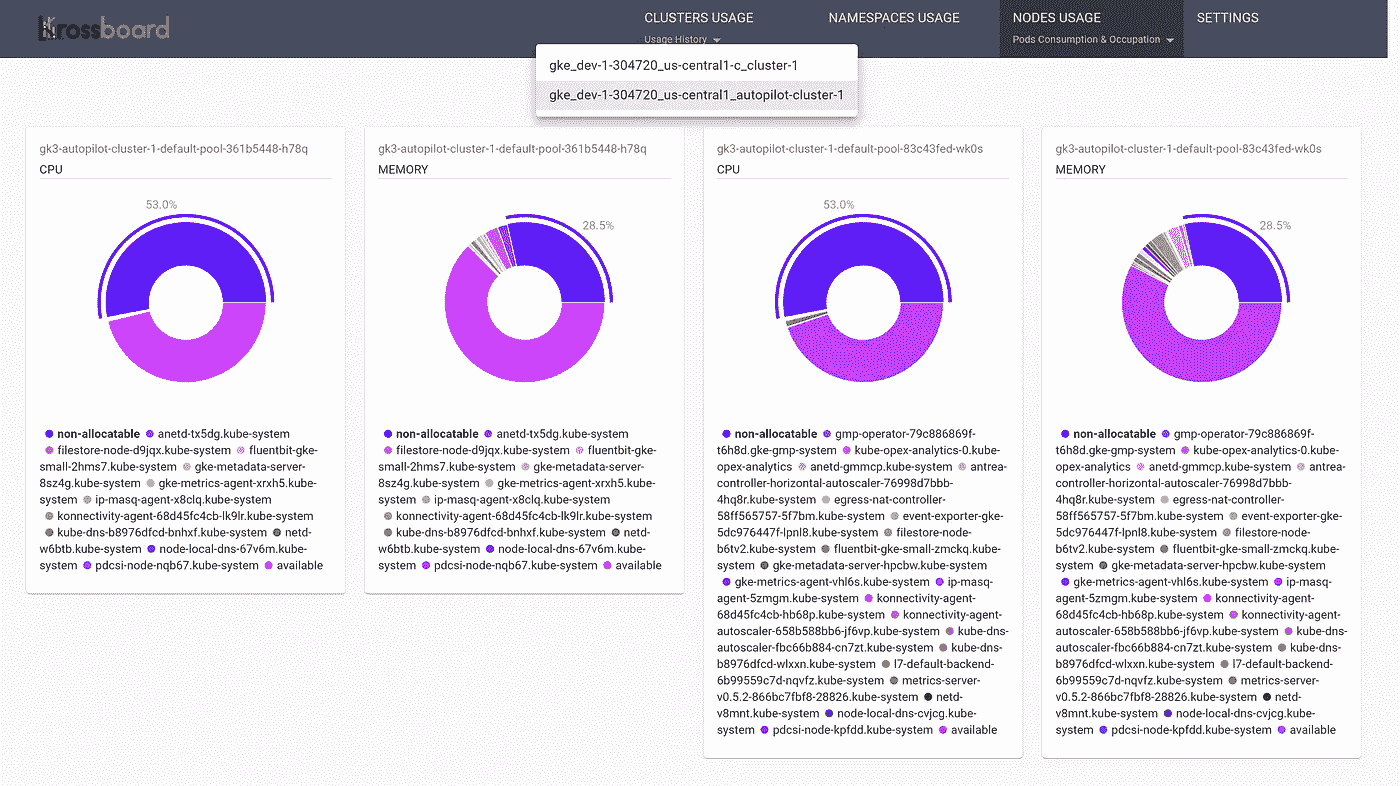 Krossboard
CLUSTERS USAGE
Usage History
NAMESPACES USAGE
NODES USAGE
Pods Consumption & Occupation
SETTINGS
gke_dev-1-304720_us-central1-c_cluster-1
gke_dev-1-304720_us-central1_autopilot-cluster-1
gk3-autopilot-cluster-1-default-pool-361b5448-h78q
CPU
53.0%
non-allocatable anetd-tx5dg.kube-system
filestore-node-d9jqx.kube-system fluentbit-gke-
small-2hms7.kube-system gke-metadata-server-
8sz4g.kube-system gke-metrics-agent-xrxh5.kube-
system ip-masq-agent-x8clq.kube-system
konnectivity-agent-68d45fc4cb-lk9lr.kube-system
kube-dns-b8976dfcd-bnhxf.kube-system netd-
w6btb.kube-system node-local-dns-67v6m.kube-
system pdcsi-node-nqb67.kube-system available
gk3-autopilot-cluster-1-default-pool-361b5448-h78q
MEMORY
28.5%
non-allocatable anetd-tx5dg.kube-system
filestore-node-d9jqx.kube-system fluentbit-gke-
small-2hms7.kube-system gke-metadata-server-
8sz4g.kube-system gke-metrics-agent-xrxh5.kube-
system ip-masq-agent-x8clq.kube-system
konnectivity-agent-68d45fc4cb-lk9lr.kube-system
kube-dns-b8976dfcd-bnhxf.kube-system netd-
w6btb.kube-system node-local-dns-67v6m.kube-
system pdcsi-node-nqb67.kube-system available
gk3-autopilot-cluster-1-default-pool-83c43fed-wk0s
CPU
53.0%
non-allocatable gmp-operator-79c886869f-
t6h8d.gke-gmp-system kube-opex-analytics-0.kube-
opex-analytics anetd-gmmcp.kube-system antrea-
controller-horizontal-autoscaler-76998d7bbb-
4hq8r.kube-system egress-nat-controller-
58ff565757-5f7bm.kube-system event-exporter-gke-
5dc976447f-lpnl8.kube-system filestore-node-
b6tv2.kube-system fluentbit-gke-small-zmckq.kube-
system gke-metadata-server-hpcbw.kube-system
gke-metrics-agent-vhl6s.kube-system ip-masq-
agent-5zmgm.kube-system konnectivity-agent-
68d45fc4cb-hb68p.kube-system konnectivity-agent-
autoscaler-658b588bb6-jf6vp.kube-system kube-dns-
autoscaler-fbc66b884-cn7zt.kube-system kube-dns-
b8976dfcd-wlxxn.kube-system l7-default-backend-
6b99559c7d-nqvfz.kube-system metrics-server-
v0.5.2-866bc7fbf8-28826.kube-system netd-
v8mnt.kube-system node-local-dns-cvjcg.kube-
system pdcsi-node-kpfdd.kube-system available
gk3-autopilot-cluster-1-default-pool-83c43fed-wk0s
MEMORY
28.5%
non-allocatable gmp-operator-79c886869f-
t6h8d.gke-gmp-system kube-opex-analytics-0.kube-
opex-analytics anetd-gmmcp.kube-system antrea-
controller-horizontal-autoscaler-76998d7bbb-
4hq8r.kube-system egress-nat-controller-
58ff565757-5f7bm.kube-system event-exporter-gke-
5dc976447f-lpnl8.kube-system filestore-node-
b6tv2.kube-system fluentbit-gke-small-zmckq.kube-
system gke-metadata-server-hpcbw.kube-system
gke-metrics-agent-vhl6s.kube-system ip-masq-
agent-5zmgm.kube-system konnectivity-agent-
68d45fc4cb-hb68p.kube-system konnectivity-agent-
autoscaler-658b588bb6-jf6vp.kube-system kube-dns-
autoscaler-fbc66b884-cn7zt.kube-system kube-dns-
b8976dfcd-wlxxn.kube-system l7-default-backend-
6b99559c7d-nqvfz.kube-system metrics-server-
v0.5.2-866bc7fbf8-28826.kube-system netd-
v8mnt.kube-system node-local-dns-cvjcg.kube-
system pdcsi-node-kpfdd.kube-system available